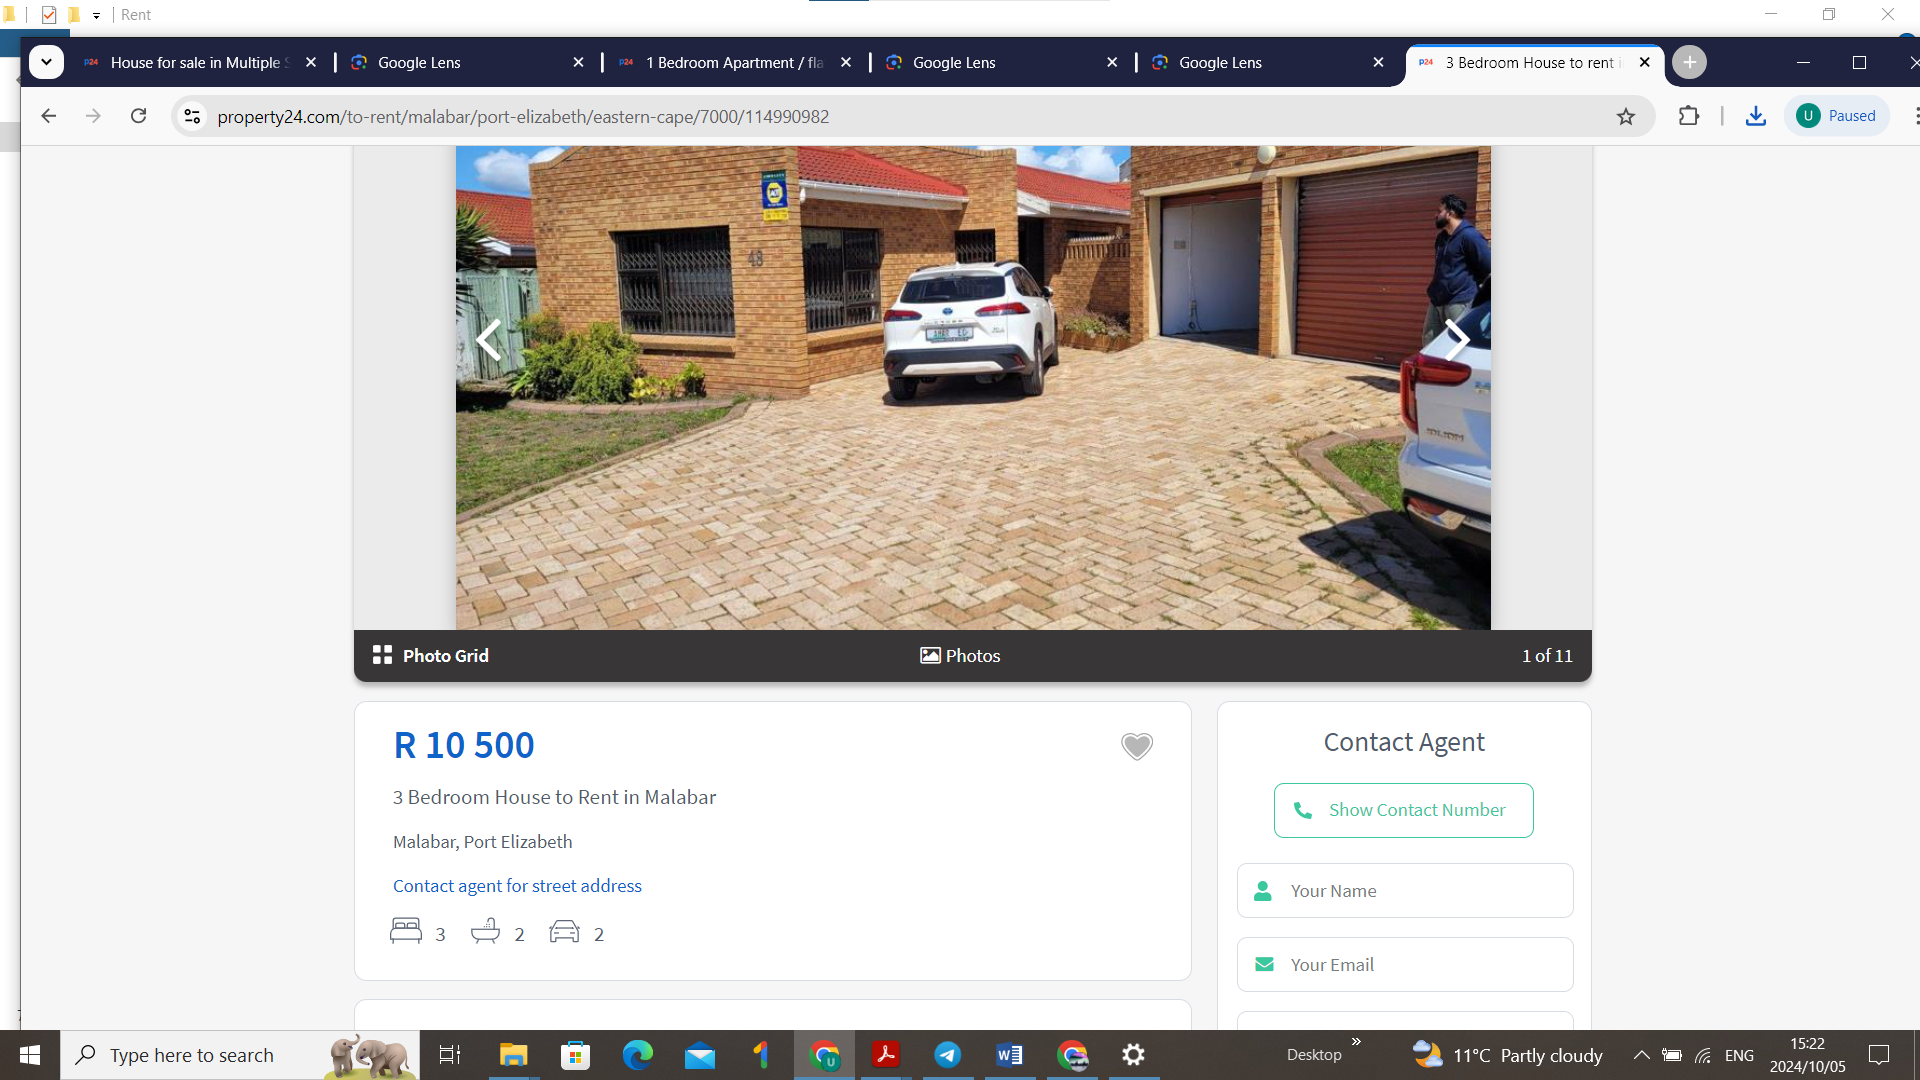 Rent
House for sale in Multiple S
Google Lens
1 Bedroom Apartment / fla
Google Lens
Google Lens
3 Bedroom House to rent i
property24.com/to-rent/malabar/port-elizabeth/eastern-cape/7000/114990982
U
Paused
ADT
48
Photo Grid
Photos
1 of 11
R 10 500
3 Bedroom House to Rent in Malabar
Malabar, Port Elizabeth
Contact agent for street address
3
2
2
Contact Agent
Show Contact Number
Your Name
Your Email
Type here to search
Desktop
11°C Partly cloudy
ENG
15:22
2024/10/05